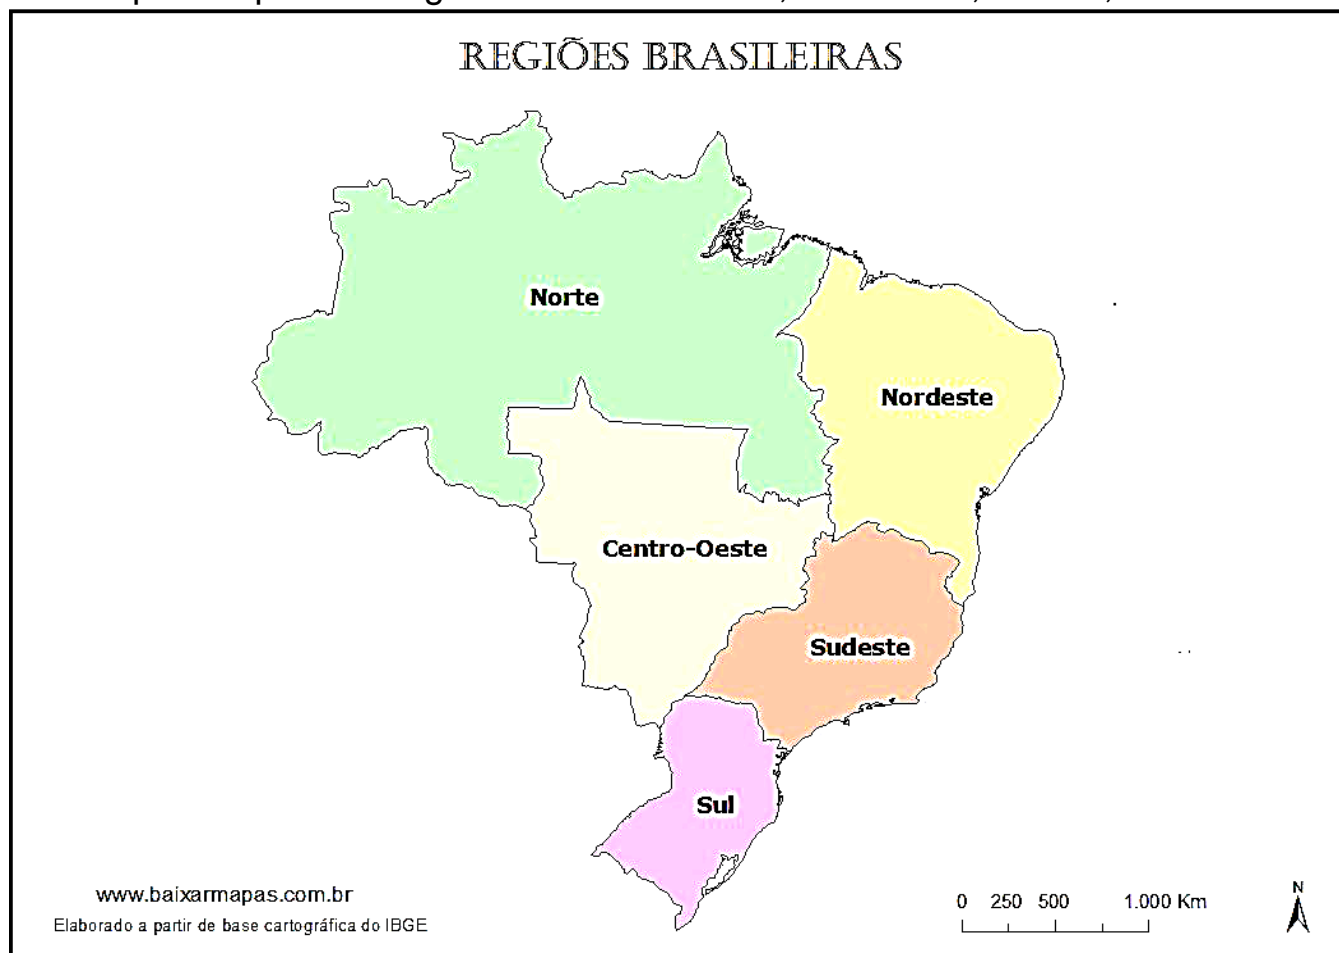 REGIÕES BRASILEIRAS
Norte
Nordeste
Centro-Oeste
Sudeste
Sul
www.baixarmapas.com.br
Elaborado a partir de base cartográfica do IBGE
0 250 500 1.000 Km
N